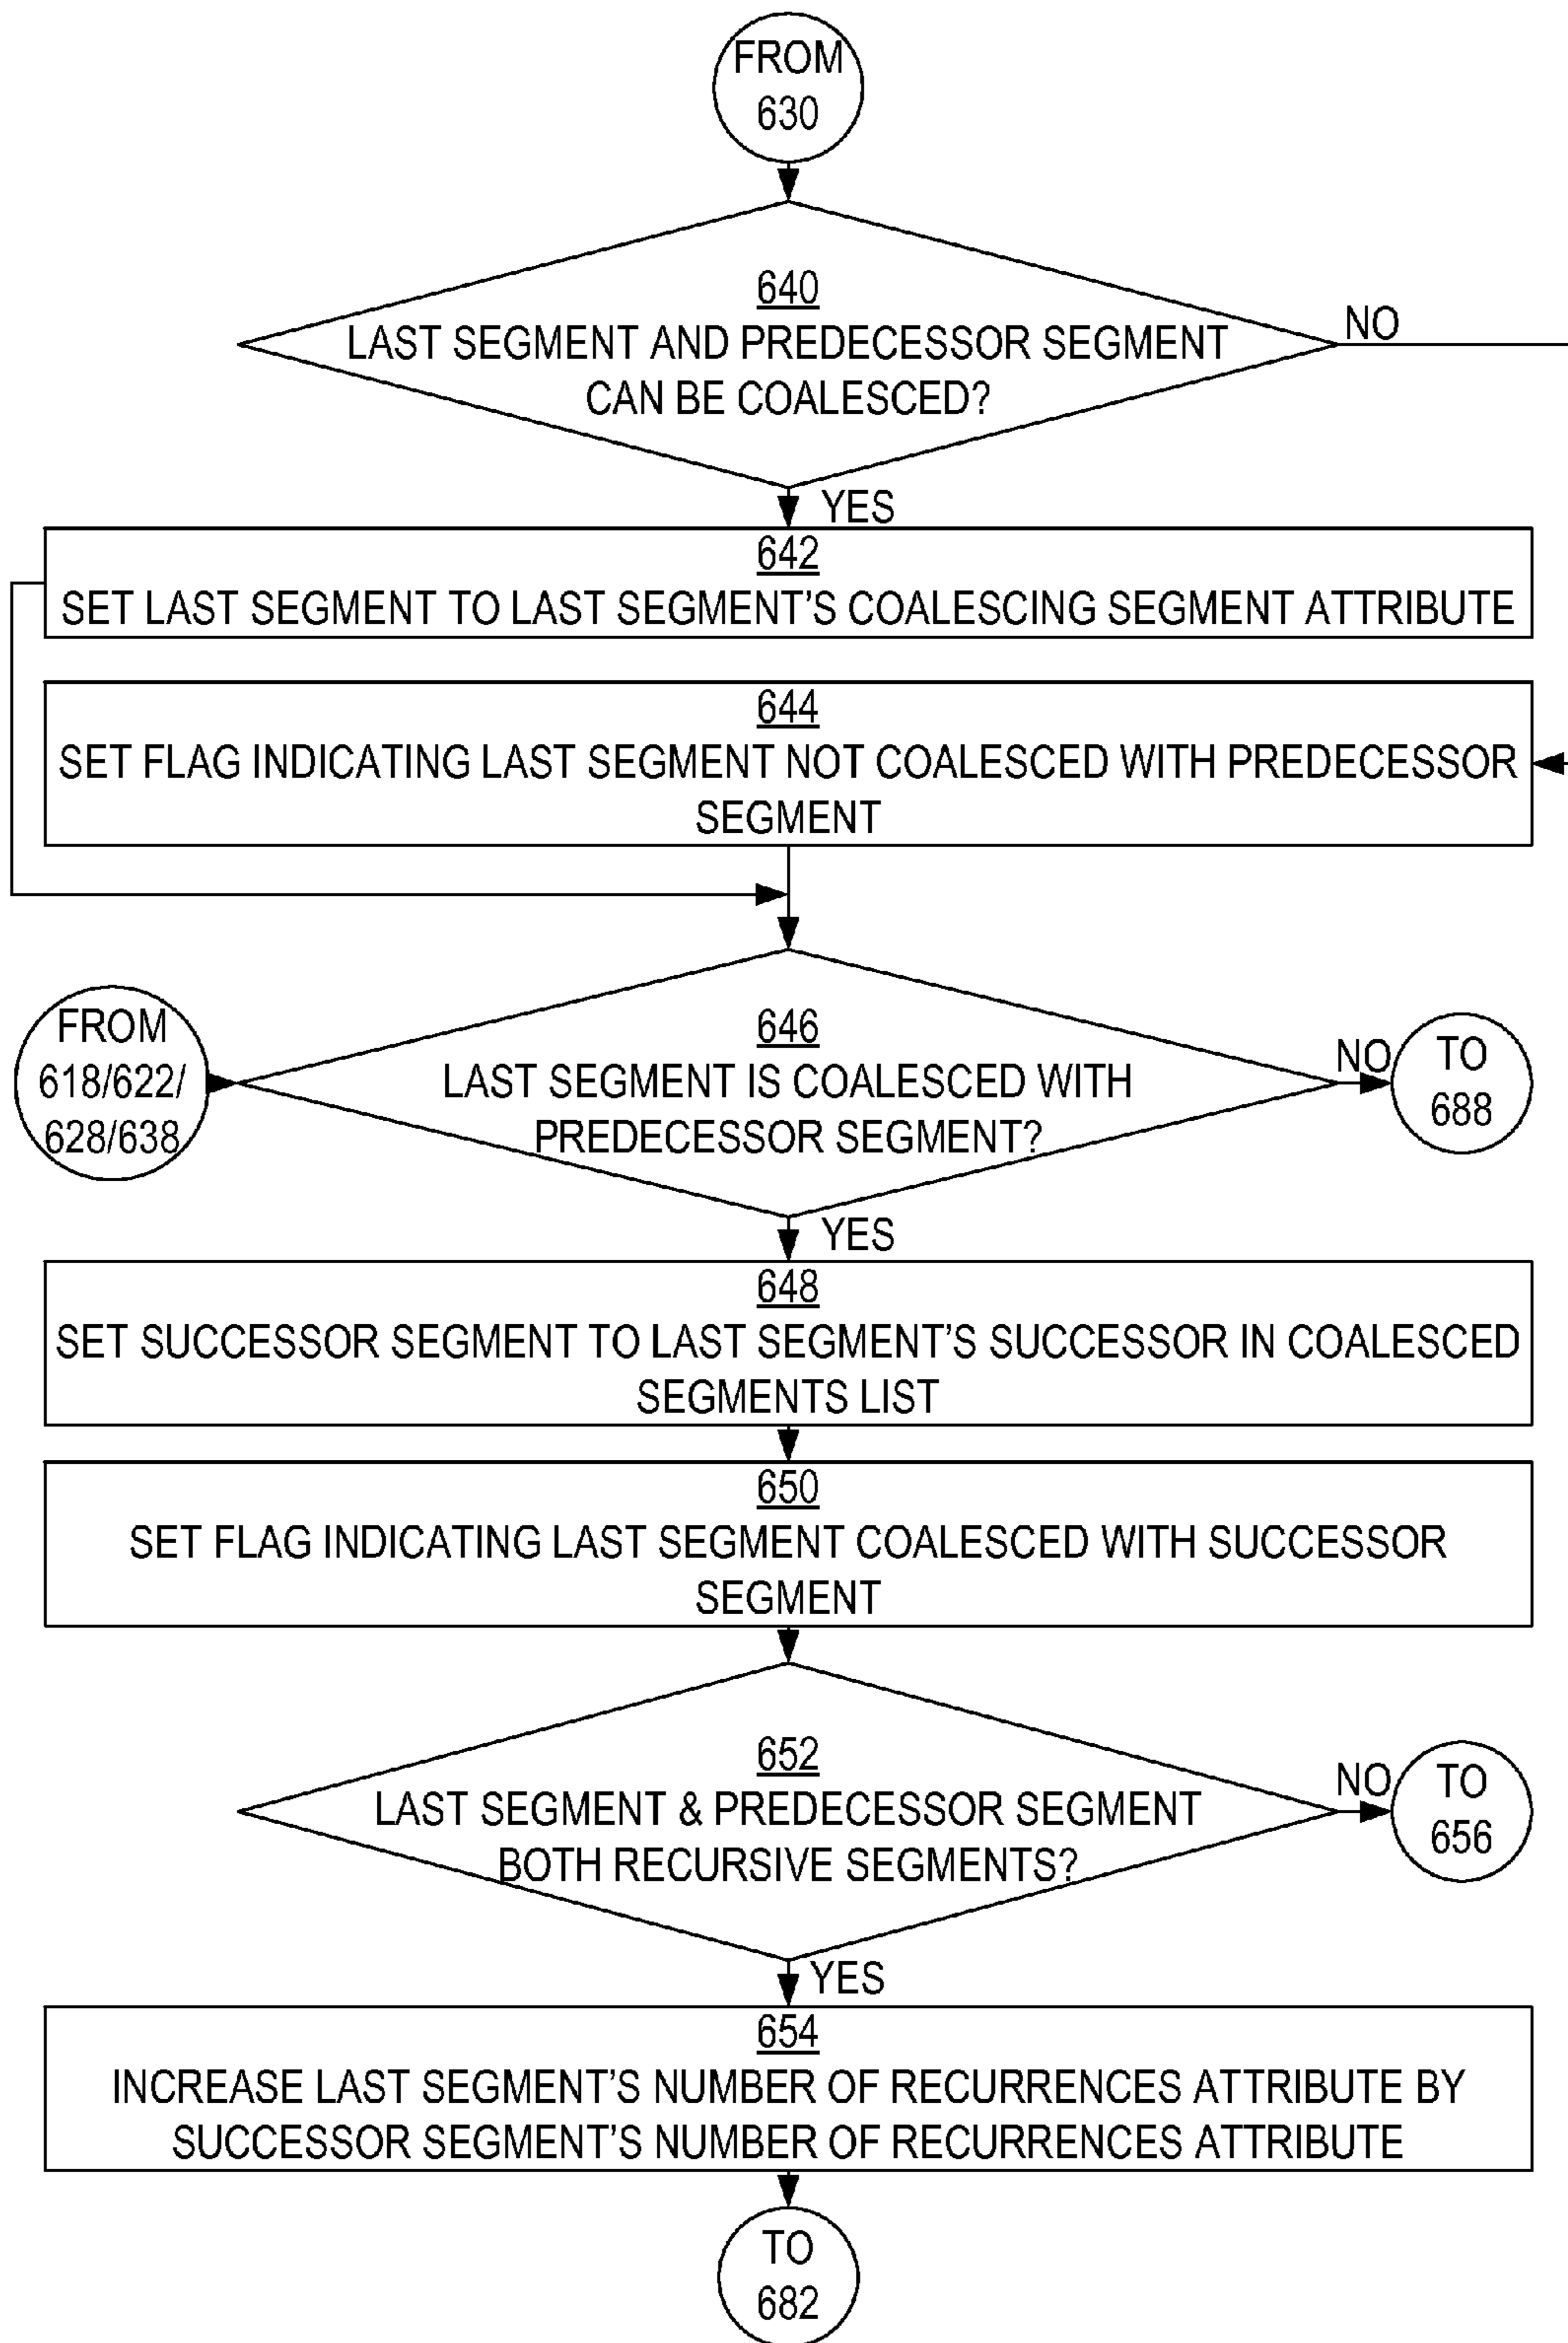 FROM
630
640
LAST SEGMENT AND PREDECESSOR SEGMENT
CAN BE COALESCED?
NO
YES
642
SET LAST SEGMENT TO LAST SEGMENT'S COALESCING SEGMENT ATTRIBUTE
644
SET FLAG INDICATING LAST SEGMENT NOT COALESCED WITH PREDECESSOR
SEGMENT
FROM
618/622/
628/638
646
LAST SEGMENT IS COALESCED WITH
PREDECESSOR SEGMENT?
NO
TO
688
YES
648
SET SUCCESSOR SEGMENT TO LAST SEGMENT'S SUCCESSOR IN COALESCED
SEGMENTS LIST
650
SET FLAG INDICATING LAST SEGMENT COALESCED WITH SUCCESSOR
SEGMENT
652
LAST SEGMENT & PREDECESSOR SEGMENT
BOTH RECURSIVE SEGMENTS?
NO
TO
656
YES
654
INCREASE LAST SEGMENT'S NUMBER OF RECURRENCES ATTRIBUTE BY
SUCCESSOR SEGMENT'S NUMBER OF RECURRENCES ATTRIBUTE
TO
682